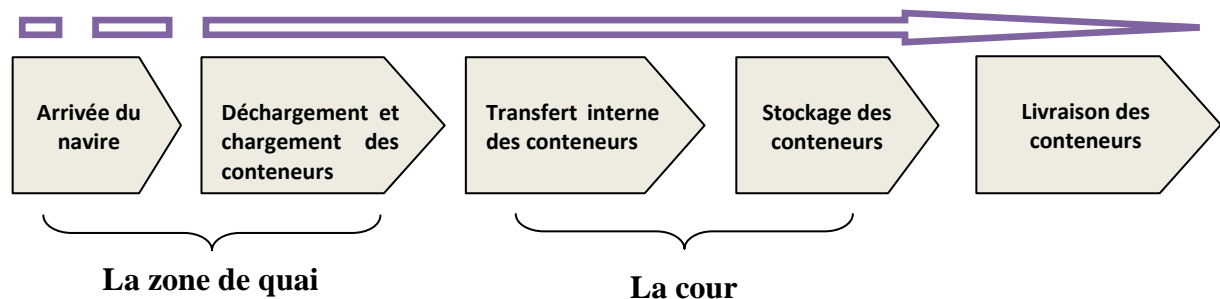 Arrivée du
navire
Déchargement et
chargement des
conteneurs
Transfert interne
des conteneurs
Stockage des
conteneurs
Livraison des
conteneurs
La zone de quai
La cour